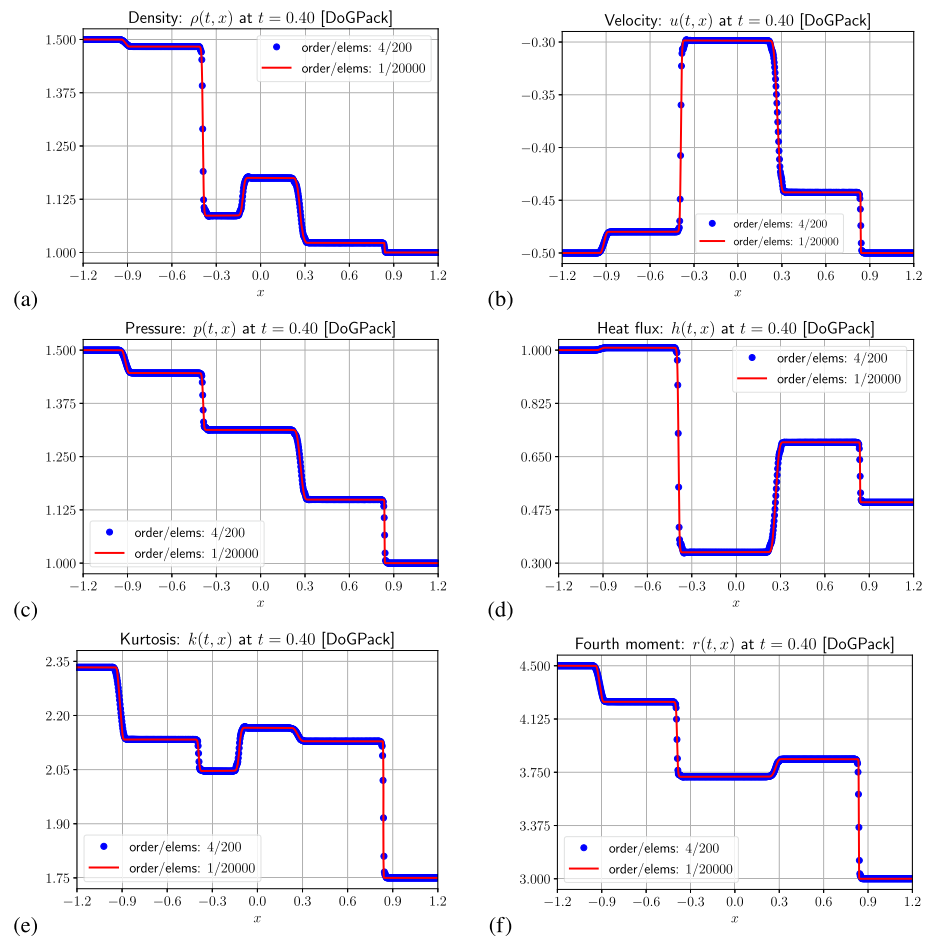 Density: ρ(t, x) at t = 0.40 [DoGPack]
1.500
1.375
1.250
1.125
1.000
order/elems: 4/200
order/elems: 1/20000
−1.2 −0.9 −0.6 −0.3 0.0 0.3 0.6 0.9 1.2
x
(a)
Velocity: u(t, x) at t = 0.40 [DoGPack]
−0.30
−0.35
−0.40
−0.45
−0.50
order/elems: 4/200
order/elems: 1/20000
−1.2 −0.9 −0.6 −0.3 0.0 0.3 0.6 0.9 1.2
x
(b)
Pressure: p(t, x) at t = 0.40 [DoGPack]
1.500
1.375
1.250
1.125
1.000
order/elems: 4/200
order/elems: 1/20000
−1.2 −0.9 −0.6 −0.3 0.0 0.3 0.6 0.9 1.2
x
(c)
Heat flux: h(t, x) at t = 0.40 [DoGPack]
1.000
0.825
0.650
0.475
0.300
order/elems: 4/200
order/elems: 1/20000
−1.2 −0.9 −0.6 −0.3 0.0 0.3 0.6 0.9 1.2
x
(d)
Kurtosis: k(t, x) at t = 0.40 [DoGPack]
2.35
2.20
2.05
1.90
1.75
order/elems: 4/200
order/elems: 1/20000
−1.2 −0.9 −0.6 −0.3 0.0 0.3 0.6 0.9 1.2
x
(e)
Fourth moment: r(t, x) at t = 0.40 [DoGPack]
4.500
4.125
3.750
3.375
3.000
order/elems: 4/200
order/elems: 1/20000
−1.2 −0.9 −0.6 −0.3 0.0 0.3 0.6 0.9 1.2
x
(f)